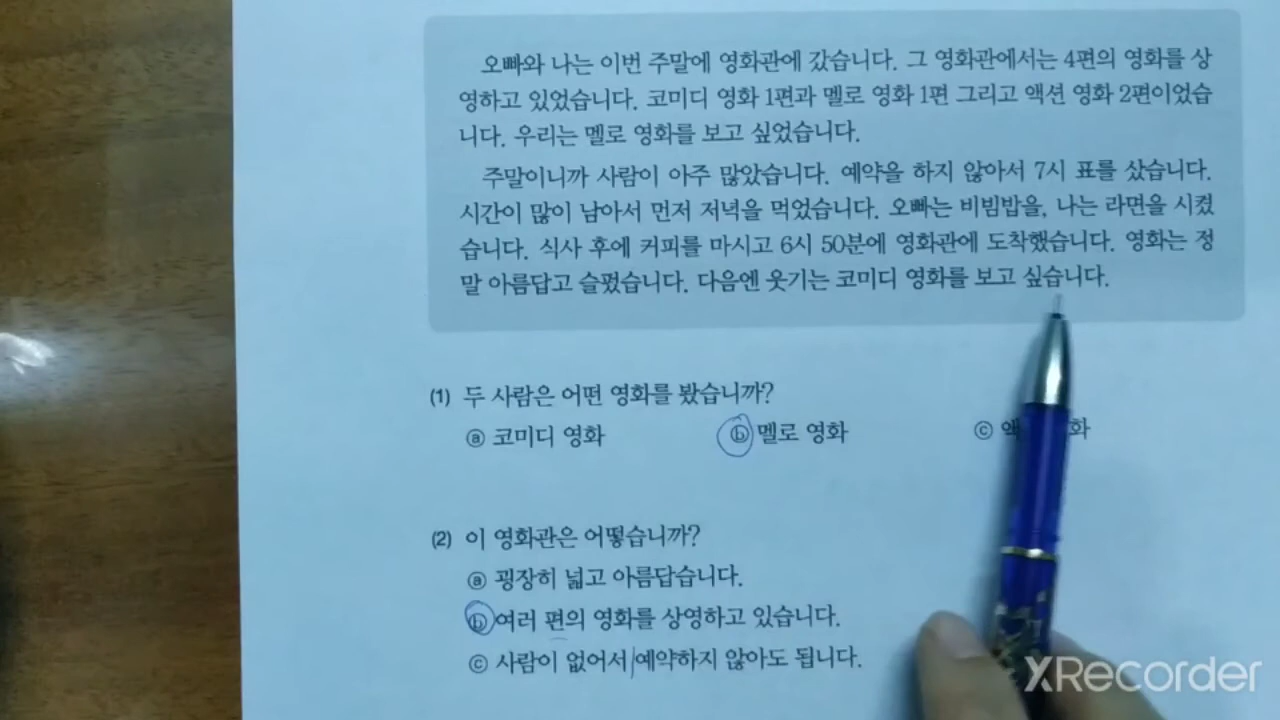 오빠와 나는 이번 주말에 영화관에 갔습니다. 그 영화관에서는 4편의 영화를 상
영하고 있었습니다. 코미디 영화 1편과 멜로 영화 1편 그리고 액션 영화 2편이었습
니다. 우리는 멜로 영화를 보고 싶었습니다.
주말이니까 사람이 아주 많았습니다. 예약을 하지 않아서 7시 표를 샀습니다.
시간이 많이 남아서 먼저 저녁을 먹었습니다. 오빠는 비빔밥을, 나는 라면을 시켰
습니다. 식사 후에 커피를 마시고 6시 50분에 영화관에 도착했습니다. 영화는 정
말 아름답고 슬펐습니다. 다음엔 웃기는 코미디 영화를 보고 싶습니다.
(1) 두 사람은 어떤 영화를 봤습니까?
ⓐ 코미디 영화 ⓑ 멜로 영화 ⓒ 액 화
(2) 이 영화관은 어떻습니까?
ⓐ 굉장히 넓고 아름답습니다.
ⓑ 여러 편의 영화를 상영하고 있습니다.
ⓒ 사람이 없어서 예약하지 않아도 됩니다.
XRecorder